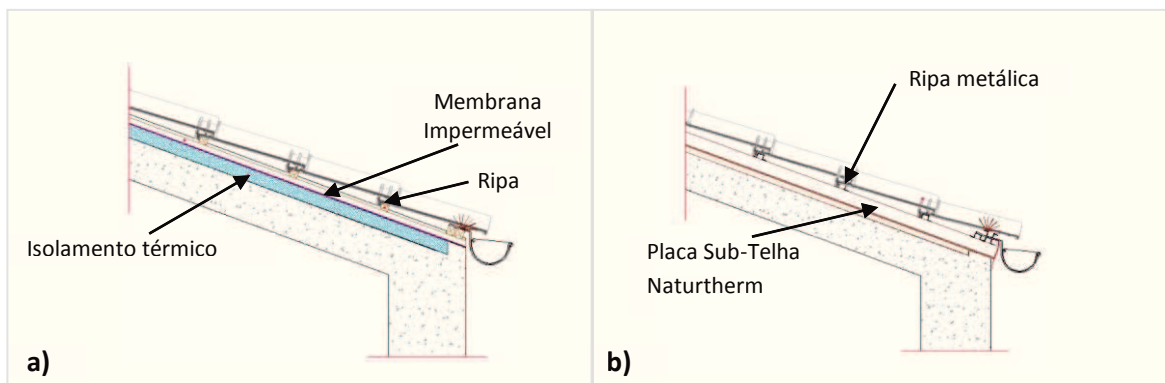 Membrana
Impermeável
Ripa
Isolamento térmico
a)
Ripa metálica
Placa Sub-Telha
Naturtherm
b)